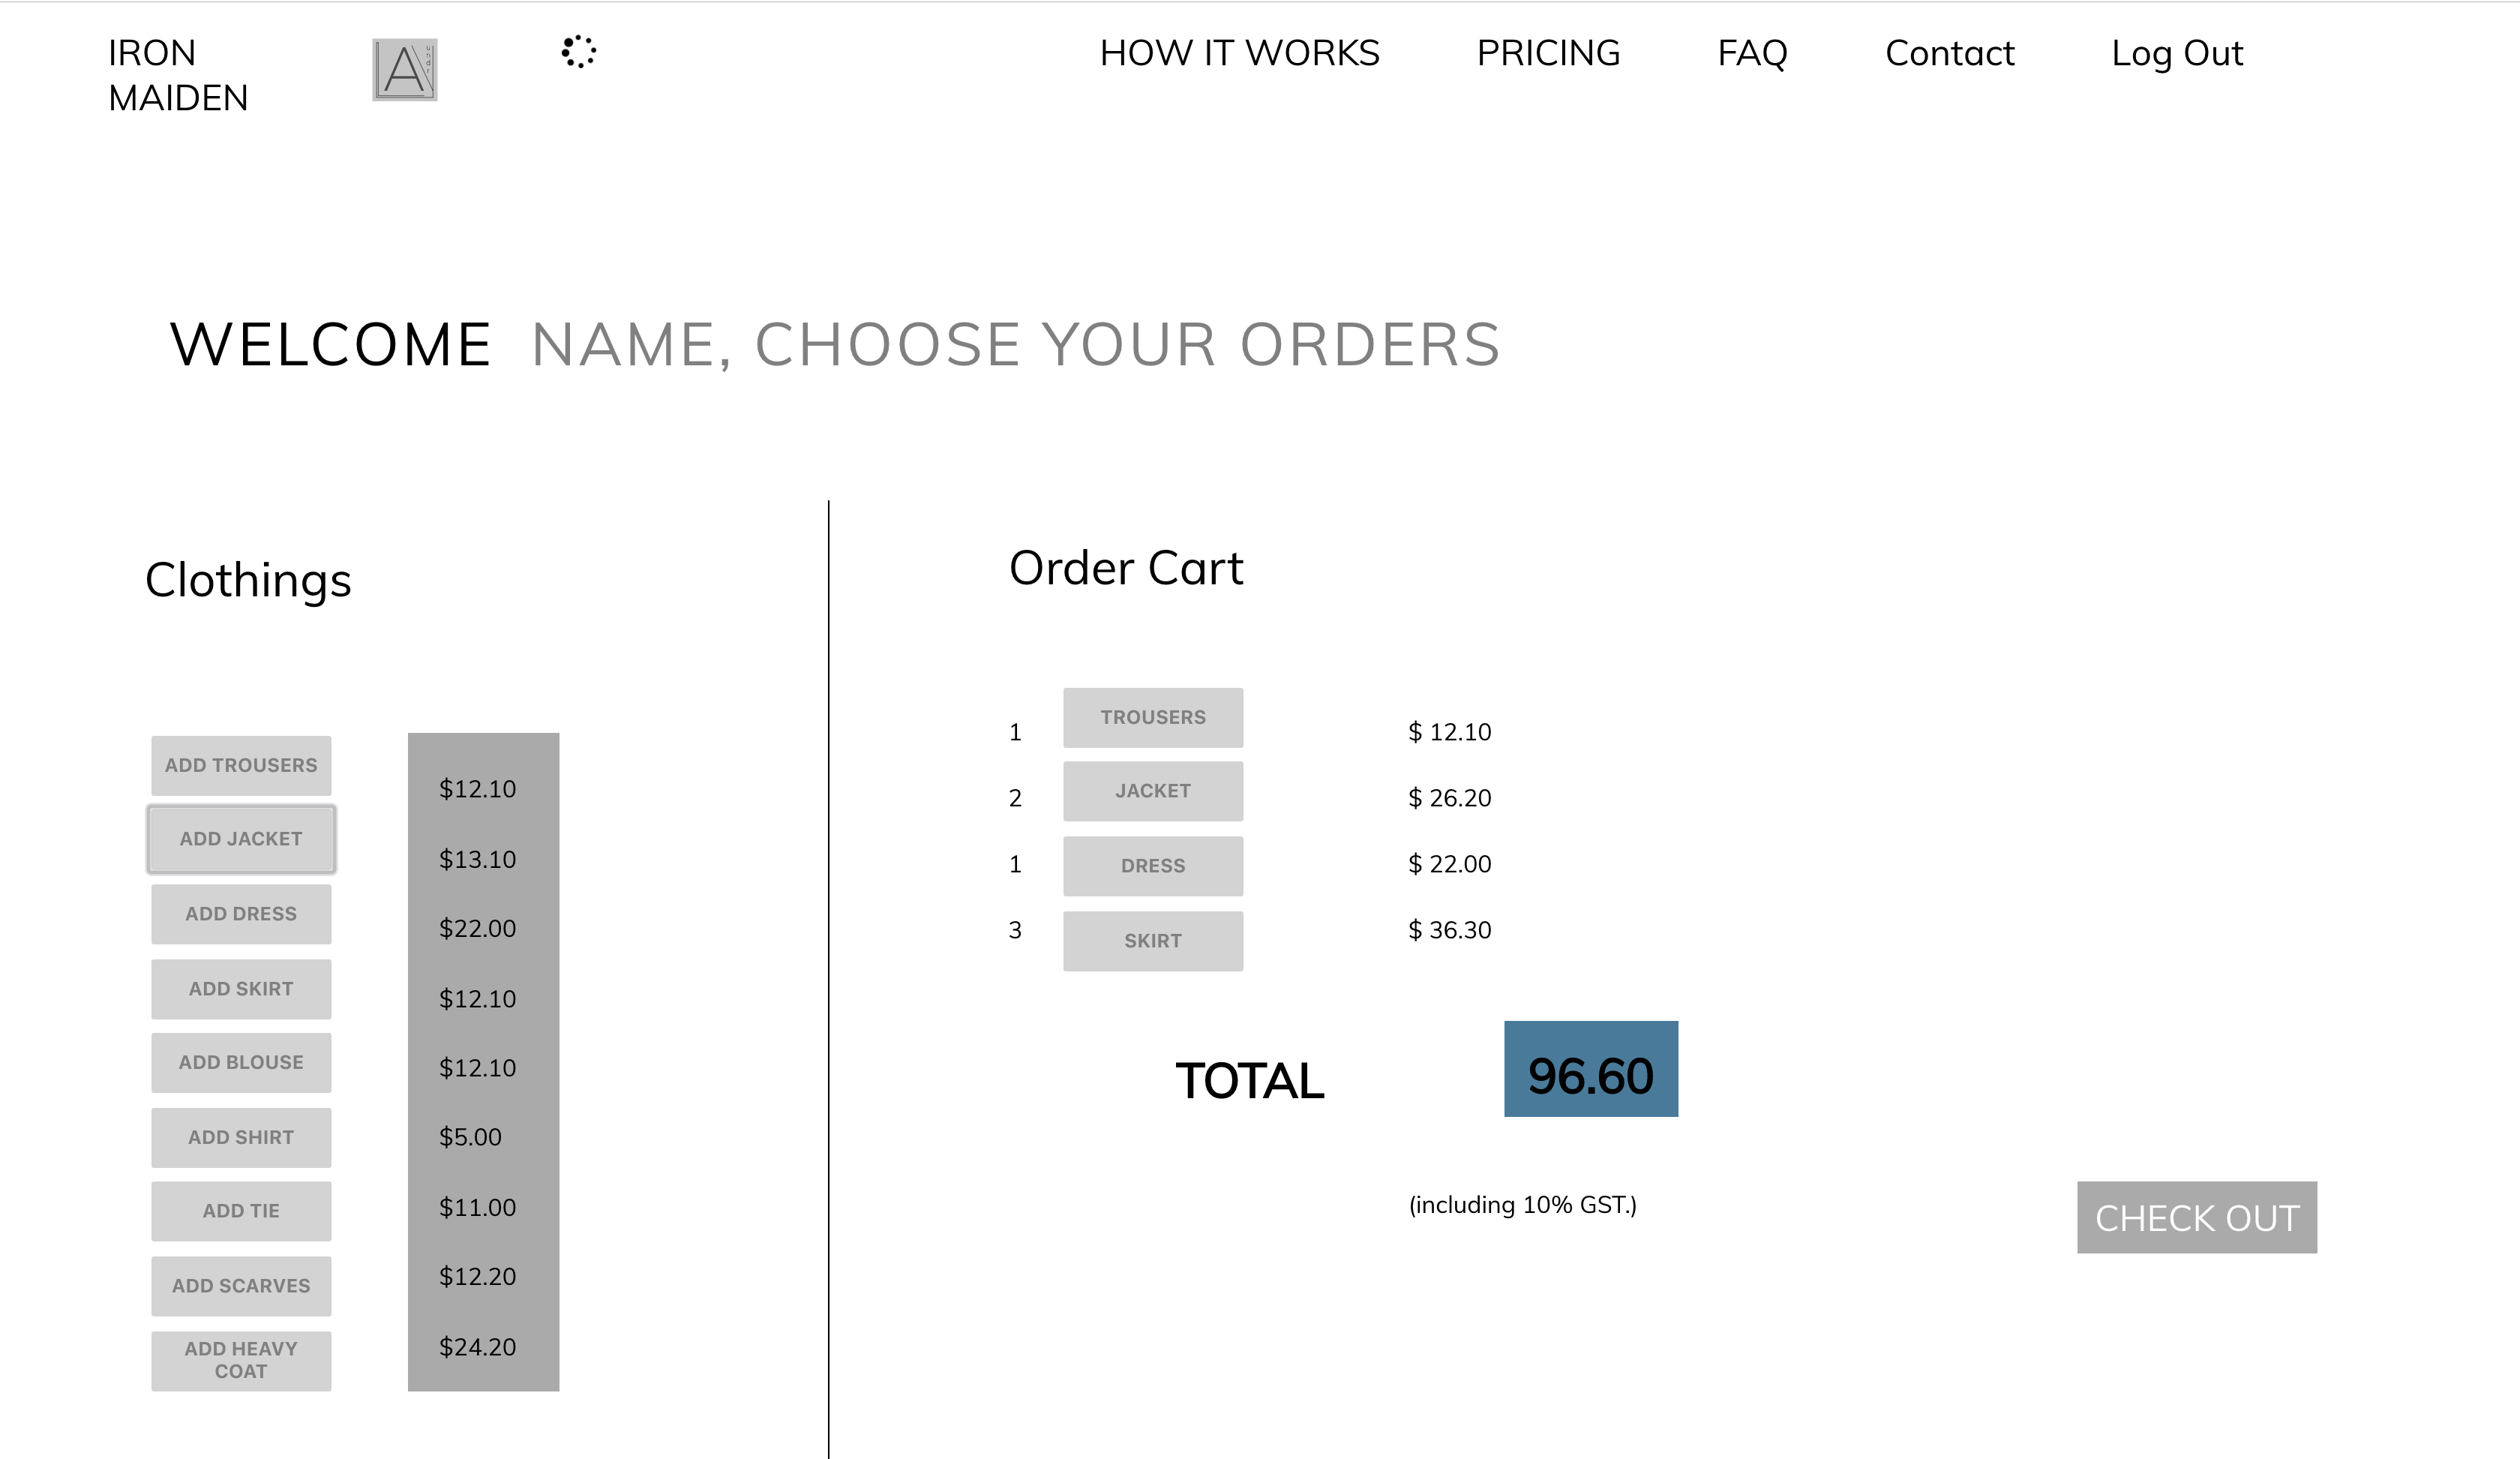 IRON
MAIDEN
A
undr
HOW IT WORKS
PRICING
FAQ
Contact
Log Out
WELCOME NAME, CHOOSE YOUR ORDERS
Clothings
ADD TROUSERS
$12.10
ADD JACKET
$13.10
ADD DRESS
$22.00
ADD SKIRT
$12.10
ADD BLOUSE
$12.10
ADD SHIRT
$5.00
ADD TIE
$11.00
ADD SCARVES
$12.20
ADD HEAVY
COAT
$24.20
Order Cart
1 TROUSERS $ 12.10
2 JACKET $ 26.20
1 DRESS $ 22.00
3 SKIRT $ 36.30
TOTAL 96.60
(including 10% GST.)
CHECK OUT